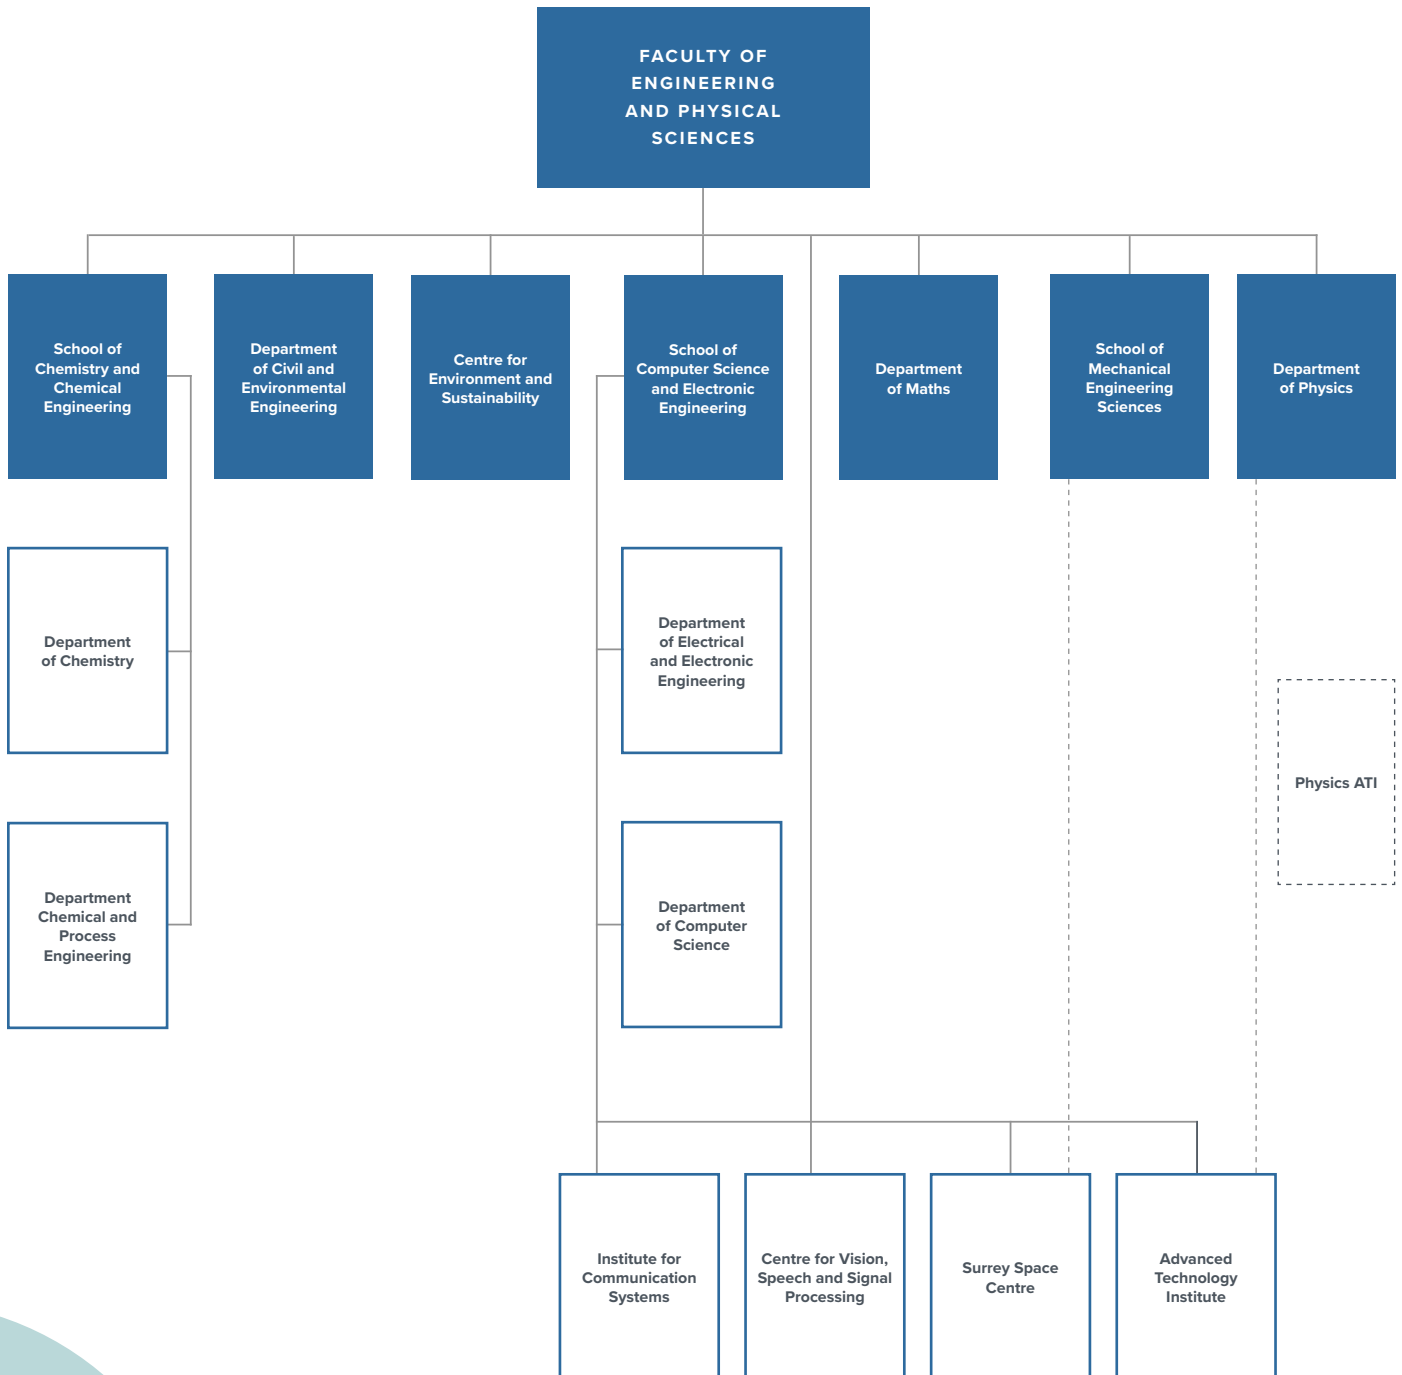 FACULTY OF
ENGINEERING
AND PHYSICAL
SCIENCES
School of
Chemistry and
Chemical
Engineering
Department
of Civil and
Environmental
Engineering
Centre for
Environment and
Sustainability
School of
Computer Science
and Electronic
Engineering
Department
of Maths
School of
Mechanical
Engineering
Sciences
Department
of Physics
Department
of Chemistry
Department
of Electrical
and Electronic
Engineering
Physics ATI
Department
Chemical and
Process
Engineering
Department
of Computer
Science
Institute for
Communication
Systems
Centre for Vision,
Speech and Signal
Processing
Surrey Space
Centre
Advanced
Technology
Institute